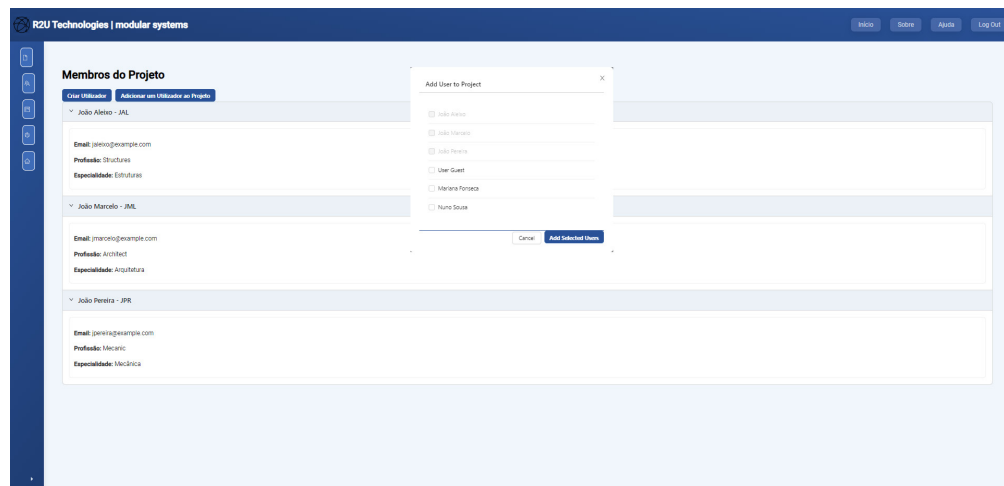 R2U Technologies | modular systems
Início Sobre Ajuda Log Out
Membros do Projeto
Criar Utilizador Adicionar um Utilizador ao Projeto
João Aleixo - JAL
Email: jaleixo@example.com
Profissão: Structures
Especialidade: Estruturas
João Marcelo - JML
Email: jmarcelo@example.com
Profissão: Architect
Especialidade: Arquitetura
João Pereira - JPR
Email: jpereira@example.com
Profissão: Mecanic
Especialidade: Mecânica
Add User to Project
X
João Aleixo
João Marcelo
João Pereira
User Guest
Mariana Fonseca
Nuno Sousa
Cancel Add Selected Users